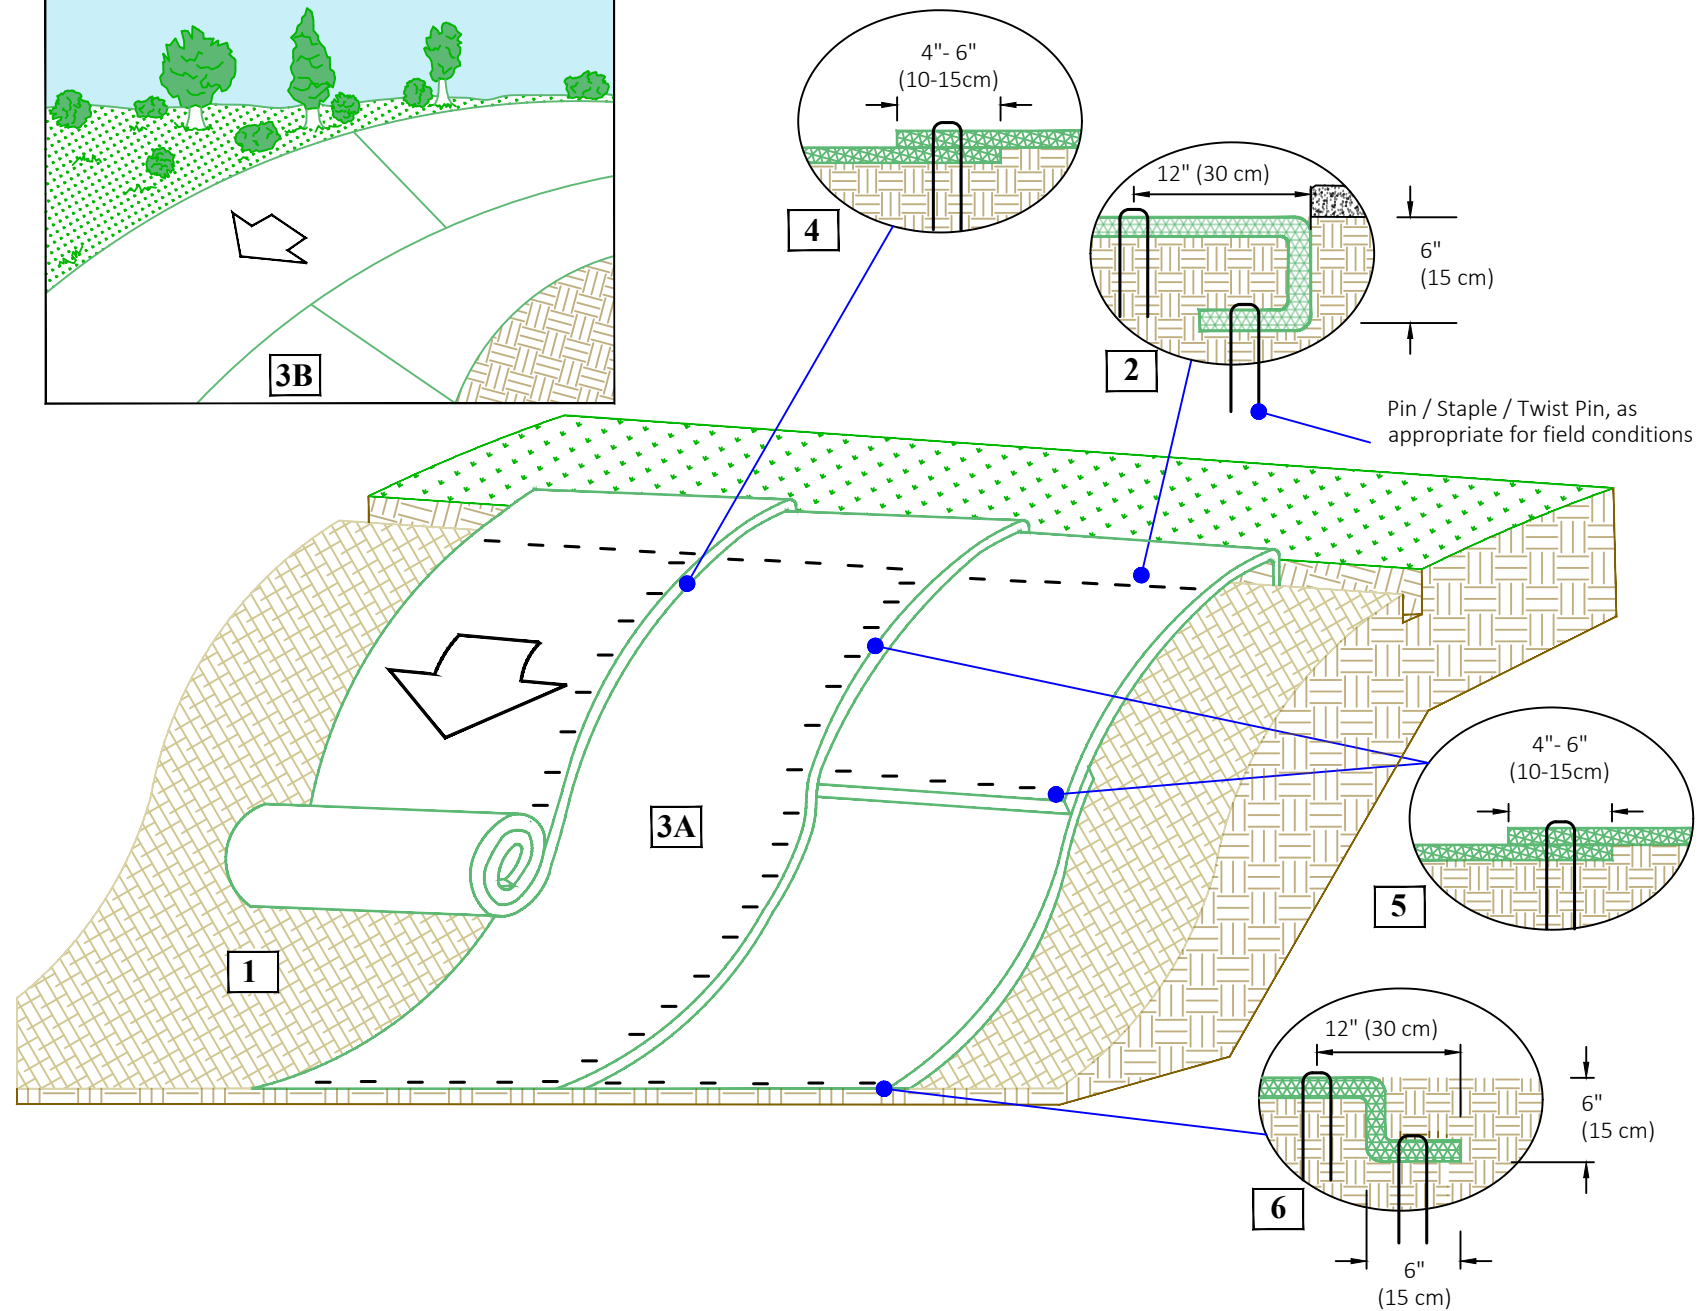 4"- 6"
(10-15cm)
4
12" (30 cm)
6"
(15 cm)
2
Pin / Staple / Twist Pin, as
appropriate for field conditions
3B
3A
1
4"- 6"
(10-15cm)
5
12" (30 cm)
6"
(15 cm)
6
6"
(15 cm)